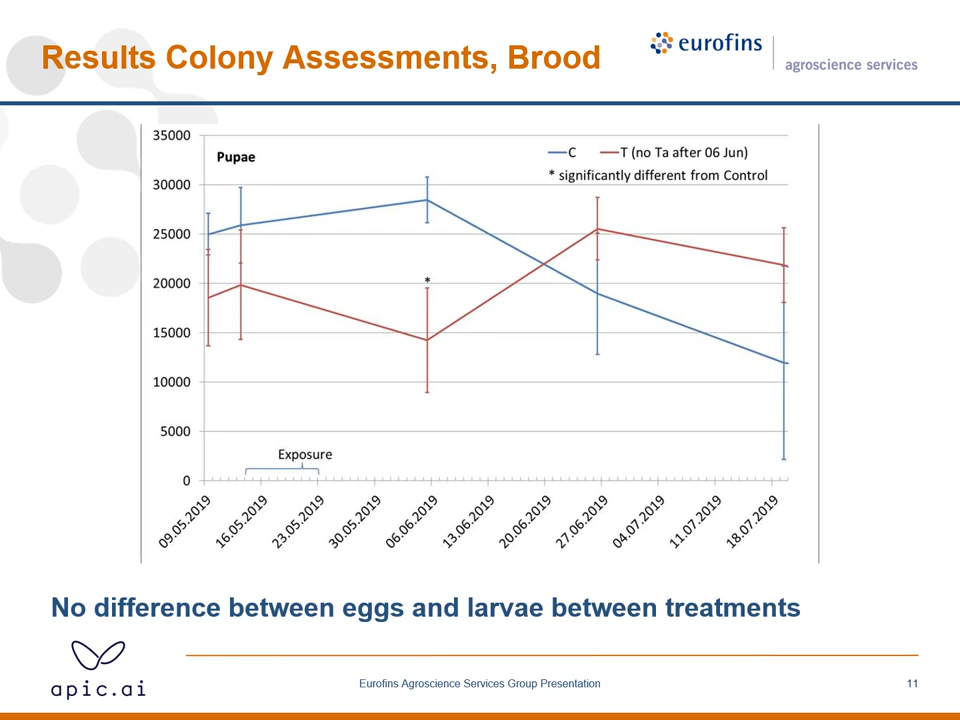 Results Colony Assessments, Brood
eurofins
agroscience services
35000
30000
25000
20000
15000
10000
5000
0
Pupae
C T (no Ta after 06 Jun)
* significantly different from Control
*
Exposure
09.05.2019
16.05.2019
23.05.2019
30.05.2019
06.06.2019
13.06.2019
20.06.2019
27.06.2019
04.07.2019
11.07.2019
18.07.2019
No difference between eggs and larvae between treatments
apic.ai
Eurofins Agroscience Services Group Presentation
11